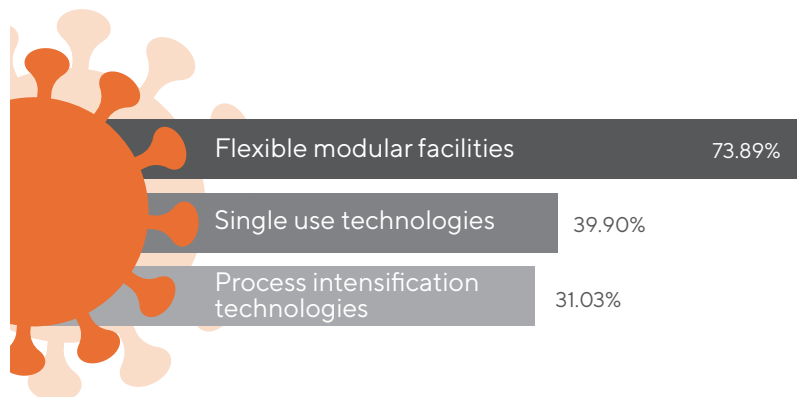 Flexible modular facilities 73.89%
Single use technologies 39.90%
Process intensification
technologies 31.03%